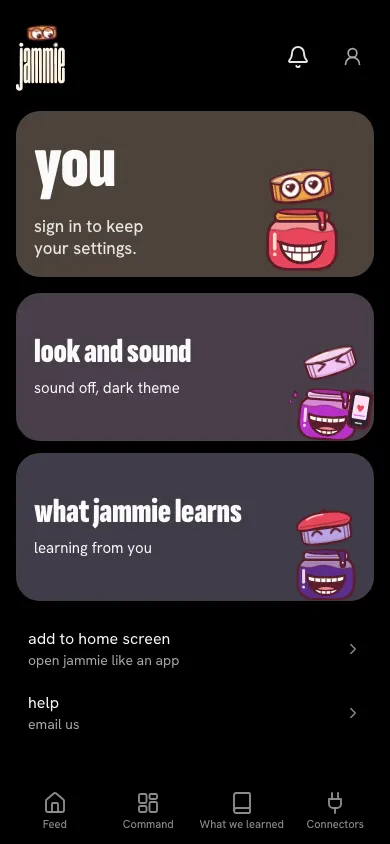 jammie
you
sign in to keep
your settings.
look and sound
sound off, dark theme
what jammie learns
learning from you
add to home screen
open jammie like an app
help
email us
Feed
Command
What we learned
Connectors